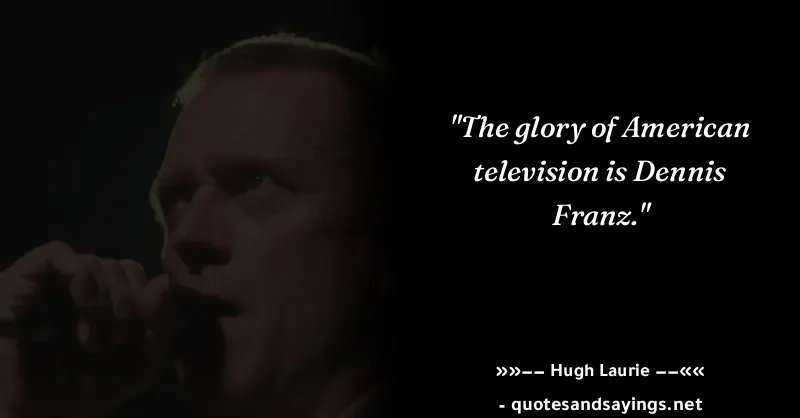 "The glory of American
television is Dennis
Franz."
»»−− Hugh Laurie −−««
- quotesandsayings.net